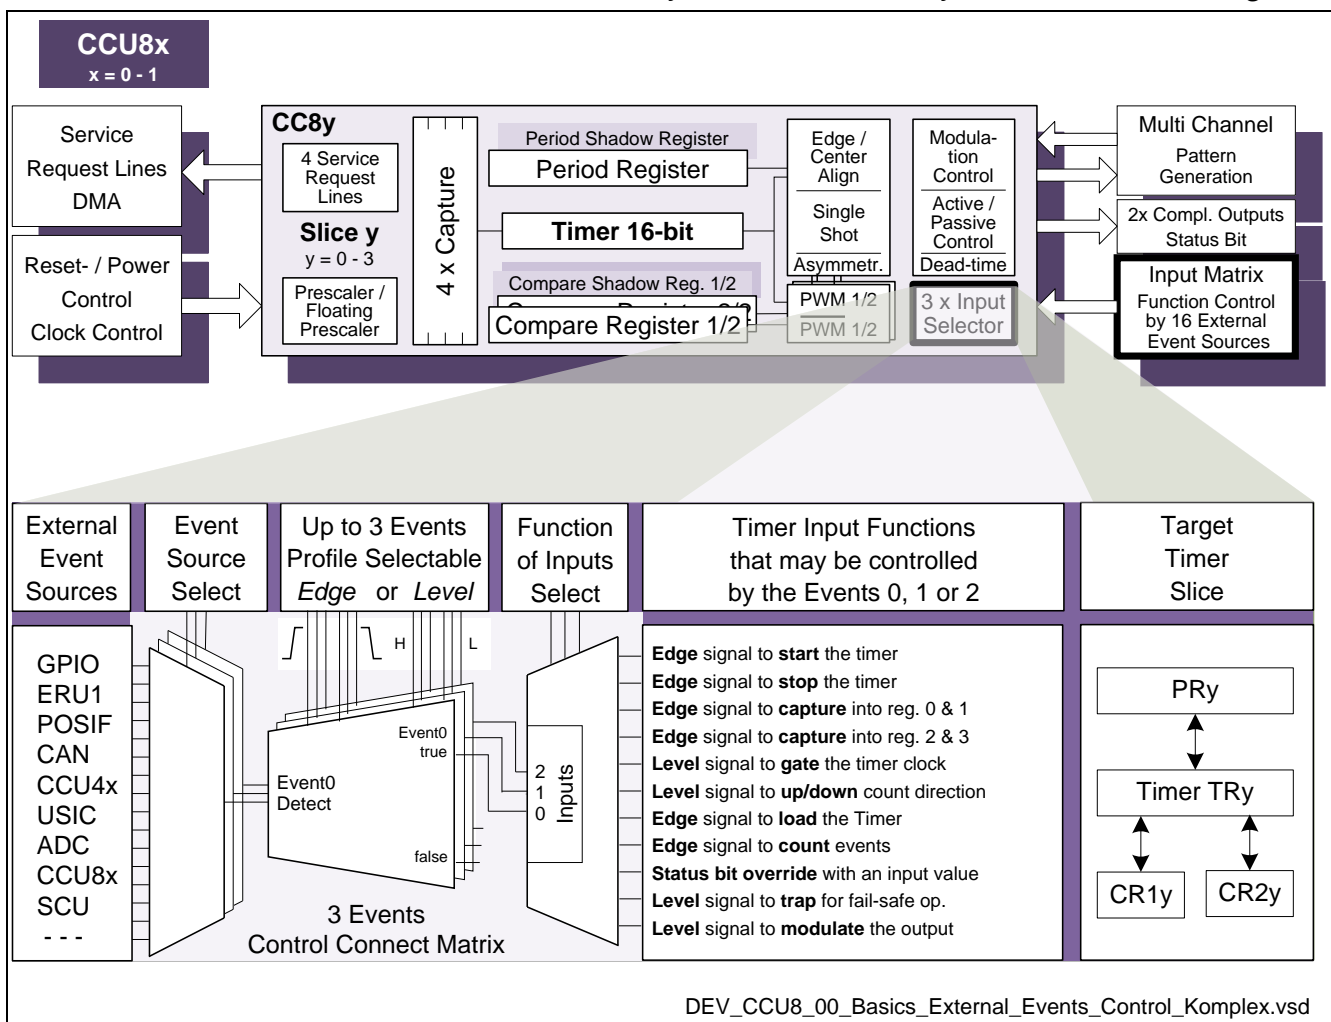 CCU8x
x = 0 - 1
Service
Request Lines
DMA
Reset- / Power
Control
Clock Control
CC8y
4 Service
Request
Lines
Slice y
y = 0 - 3
Prescaler /
Floating
Prescaler
4 x Capture
Period Shadow Register
Period Register
Timer 16-bit
Compare Shadow Reg. 1/2
Compare Register 1/2
Edge /
Center
Align
Single
Shot
Asymmetr.
PWM 1/2
PWM 1/2
Modula-
tion
Control
Active /
Passive
Control
Dead-time
3 x Input
Selector
Multi Channel
Pattern
Generation
2x Compl. Outputs
Status Bit
Input Matrix
Function Control
by 16 External
Event Sources
External
Event
Sources
Event
Source
Select
Up to 3 Events
Profile Selectable
Edge or Level
Function
of Inputs
Select
Timer Input Functions
that may be controlled
by the Events 0, 1 or 2
Target
Timer
Slice
GPIO
ERU1
POSIF
CAN
CCU4x
USIC
ADC
CCU8x
SCU
- - -
H
L
Event0
Detect
Event0
true
false
2
1
0
Inputs
3 Events
Control Connect Matrix
Edge signal to start the timer
Edge signal to stop the timer
Edge signal to capture into reg. 0 & 1
Edge signal to capture into reg. 2 & 3
Level signal to gate the timer clock
Level signal to up/down count direction
Edge signal to load the Timer
Edge signal to count events
Status bit override with an input value
Level signal to trap for fail-safe op.
Level signal to modulate the output
PRy
Timer TRy
CR1y
CR2y
DEV_CCU8_00_Basics_External_Events_Control_Komplex.vsd